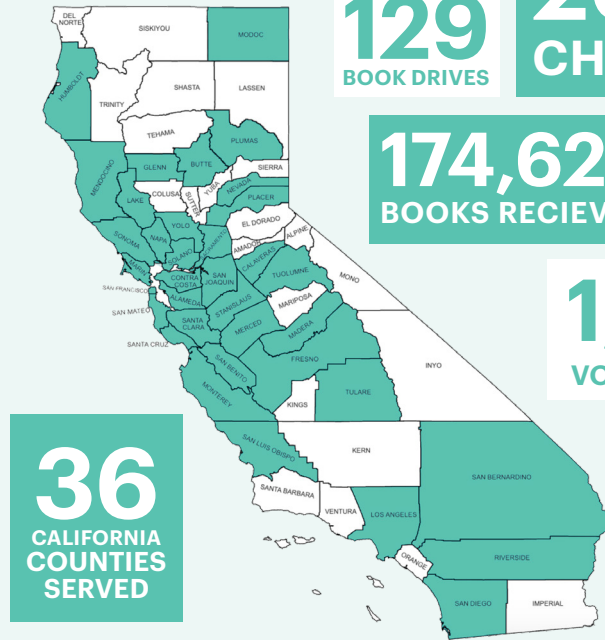 129
BOOK DRIVES
CH
174,62
BOOKS RECIEV
1,
VO
36
CALIFORNIA
COUNTIES
SERVED
DEL
NORTE
SISKIYOU
MODOC
HUMBOLDT
TRINITY
SHASTA
LASSEN
TEHAMA
PLUMAS
MENDOCINO
GLENN
BUTTE
SIERRA
LAKE
COLUSA
SUTTER
YUBA
NEVADA
PLACER
SONOMA
NAPA
YOLO
EL DORADO
ALPINE
MARIN
SOLANO
AMADOR
CALAVERAS
SAN FRANCISCO
CONTRA
COSTA
SAN
JOAQUIN
TUOLUMNE
MONO
ALAMEDA
STANISLAUS
MARIPOSA
SAN MATEO
SANTA
CLARA
MERCED
MADERA
SANTA CRUZ
SAN BENITO
FRESNO
INYO
MONTEREY
KINGS
TULARE
SAN LUIS OBISPO
KERN
SAN BERNARDINO
SANTA BARBARA
VENTURA
LOS ANGELES
ORANGE
RIVERSIDE
SAN DIEGO
IMPERIAL